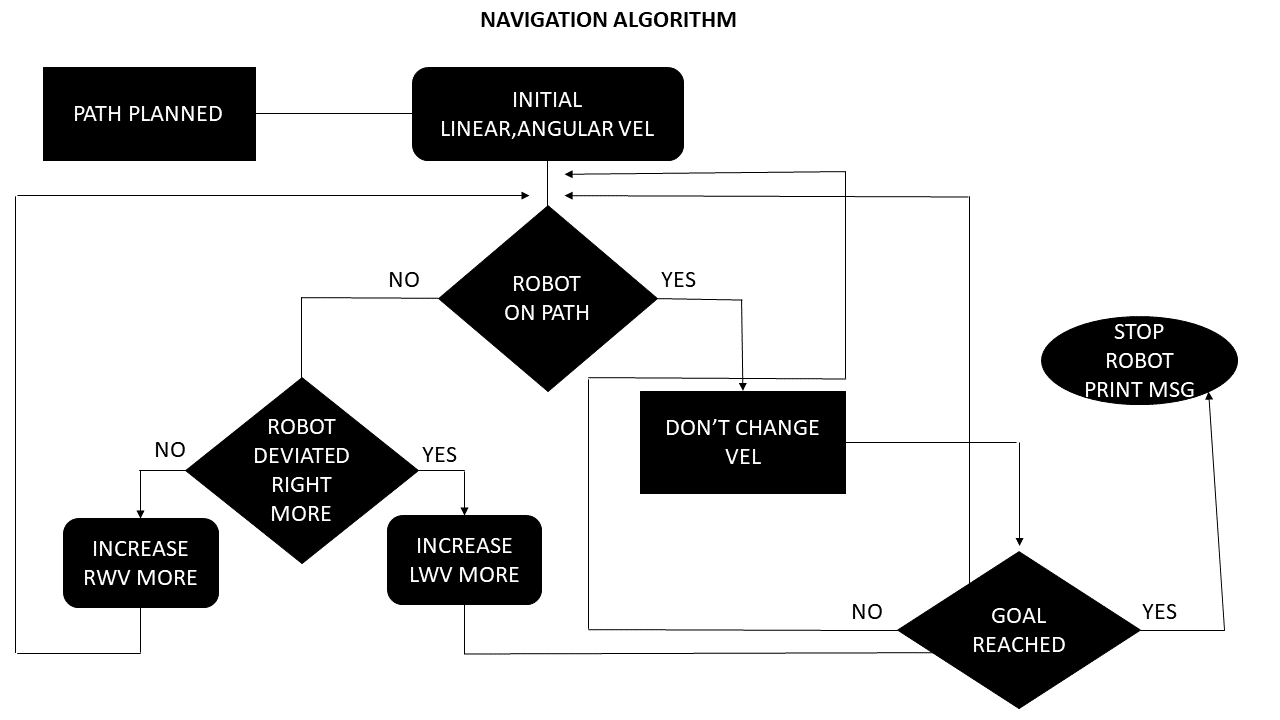 NAVIGATION ALGORITHM
PATH PLANNED
INITIAL
LINEAR,ANGULAR VEL
NO
ROBOT
ON PATH
YES
STOP
ROBOT
PRINT MSG
NO
ROBOT
DEVIATED
RIGHT
MORE
YES
DON’T CHANGE
VEL
INCREASE
RWV MORE
INCREASE
LWV MORE
NO
GOAL
REACHED
YES